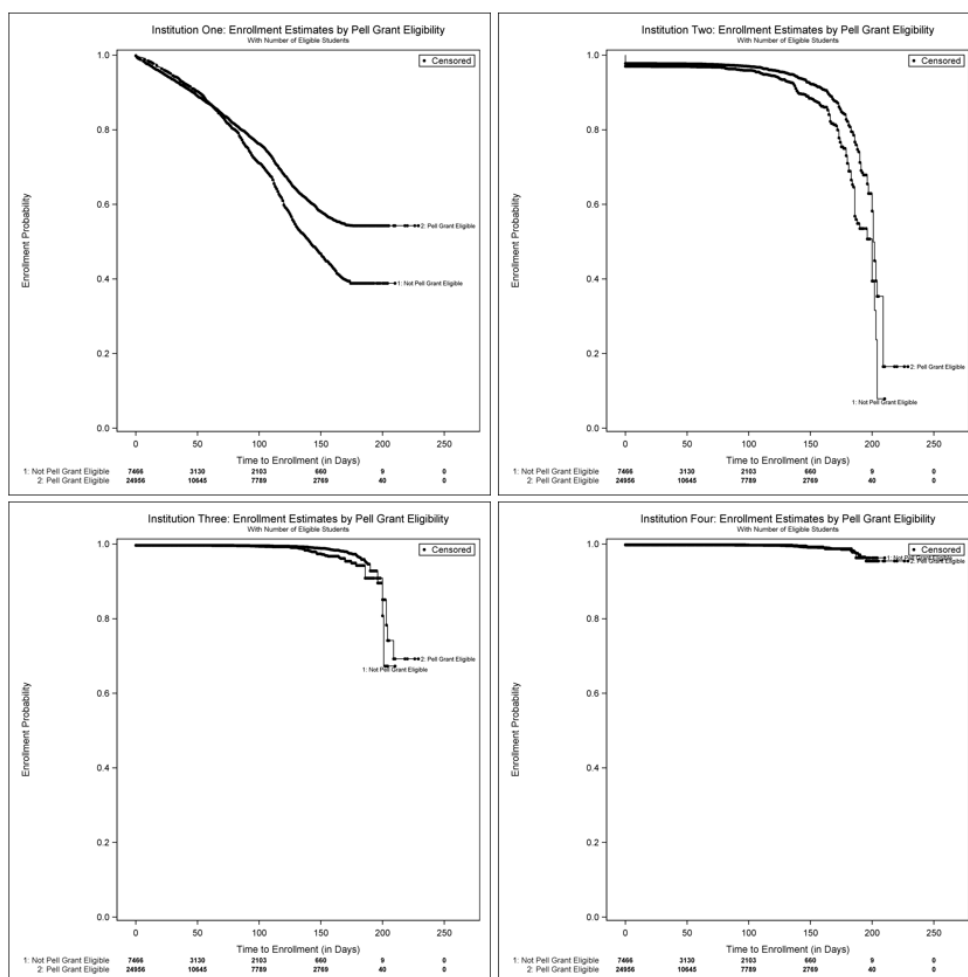 Institution One: Enrollment Estimates by Pell Grant Eligibility
With Number of Eligible Students
1.0
• Censored
0.8
0.6
Enrollment Probability
2: Pell Grant Eligible
0.4
1: Not Pell Grant Eligible
0.2
0.0
0 50 100 150 200 250
Time to Enrollment (in Days)
1: Not Pell Grant Eligible 7466 3130 2103 660 9 0
2: Pell Grant Eligible 24956 10645 7789 2769 40 0
Institution Two: Enrollment Estimates by Pell Grant Eligibility
With Number of Eligible Students
1.0
• Censored
0.8
0.6
Enrollment Probability
0.4
0.2
2: Pell Grant Eligible
1: Not Pell Grant Eligible
0.0
0 50 100 150 200 250
Time to Enrollment (in Days)
1: Not Pell Grant Eligible 7466 3130 2103 660 9 0
2: Pell Grant Eligible 24956 10645 7789 2769 40 0
Institution Three: Enrollment Estimates by Pell Grant Eligibility
With Number of Eligible Students
1.0
• Censored
0.8
2: Pell Grant Eligible
1: Not Pell Grant Eligible
0.6
Enrollment Probability
0.4
0.2
0.0
0 50 100 150 200 250
Time to Enrollment (in Days)
1: Not Pell Grant Eligible 7466 3130 2103 660 9 0
2: Pell Grant Eligible 24956 10645 7789 2769 40 0
Institution Four: Enrollment Estimates by Pell Grant Eligibility
With Number of Eligible Students
1.0
• Censored
1: Not Pell Grant Eligible
2: Pell Grant Eligible
0.8
0.6
Enrollment Probability
0.4
0.2
0.0
0 50 100 150 200 250
Time to Enrollment (in Days)
1: Not Pell Grant Eligible 7466 3130 2103 660 9 0
2: Pell Grant Eligible 24956 10645 7789 2769 40 0